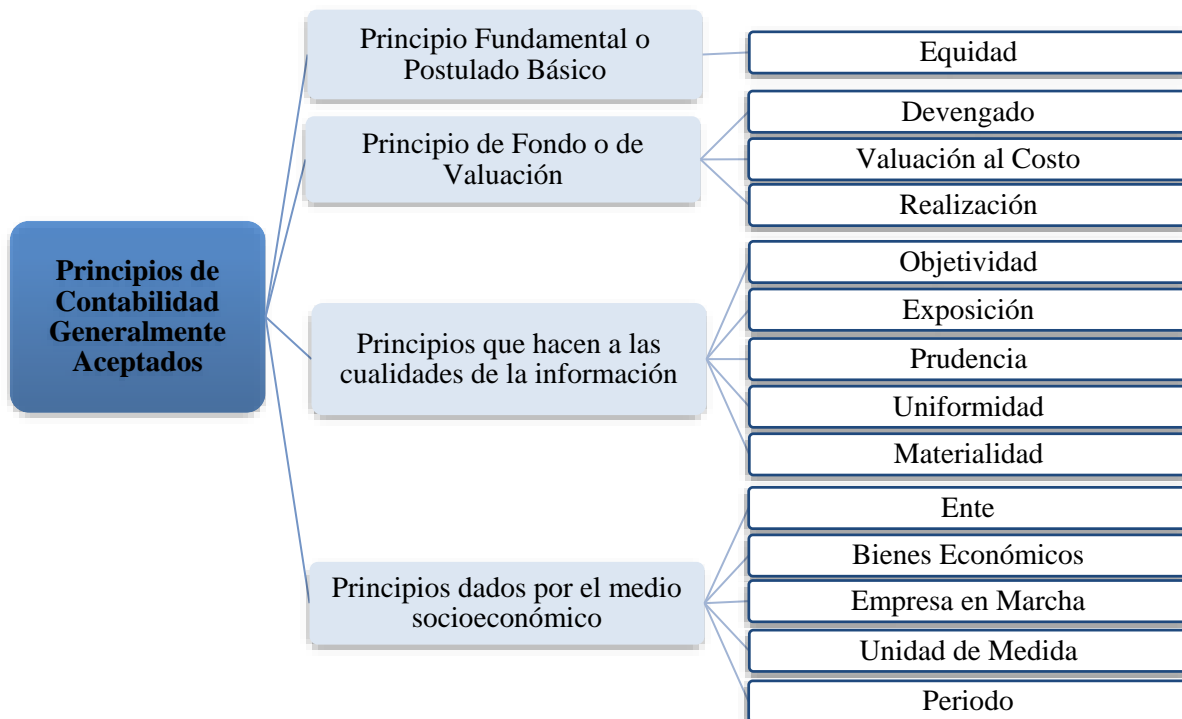 Principios de
Contabilidad
Generalmente
Aceptados
Principio Fundamental o
Postulado Básico
Equidad
Principio de Fondo o de
Valuación
Devengado
Valuación al Costo
Realización
Principios que hacen a las
cualidades de la información
Objetividad
Exposición
Prudencia
Uniformidad
Materialidad
Principios dados por el medio
socioeconómico
Ente
Bienes Económicos
Empresa en Marcha
Unidad de Medida
Periodo